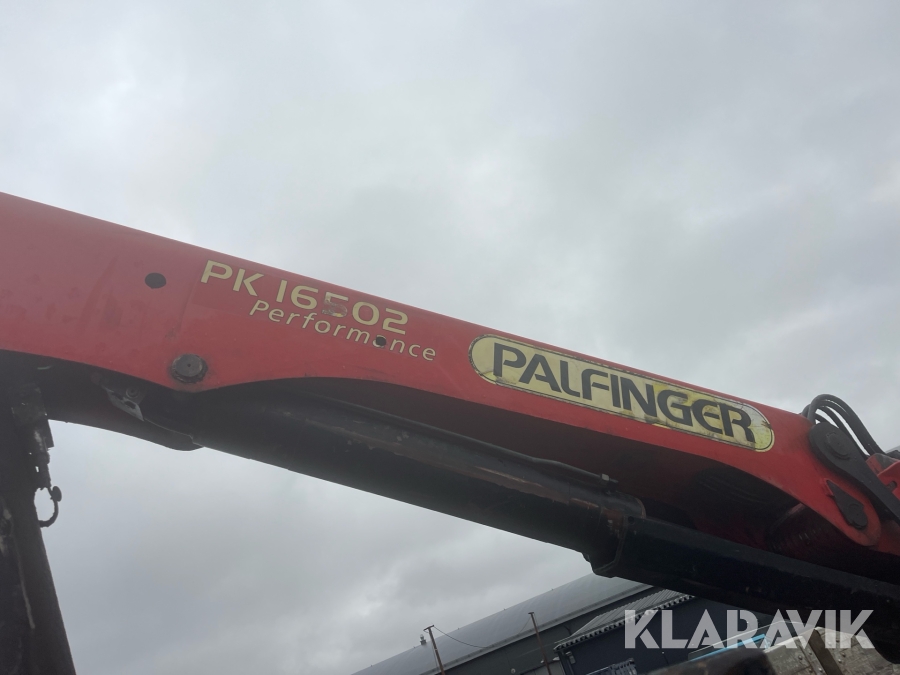 PK 16502
Performance
PALFINGER
KLARAVIK